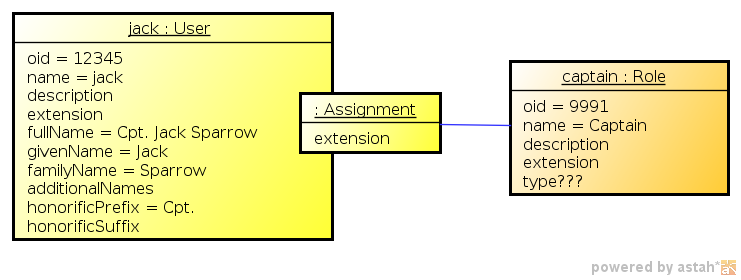 jack : User
oid = 12345
name = jack
description
extension
fullName = Cpt. Jack Sparrow
givenName = Jack
familyName = Sparrow
additionalNames
honorificPrefix = Cpt.
honorificSuffix
: Assignment
extension
captain : Role
oid = 9991
name = Captain
description
extension
type???
powered by astah*